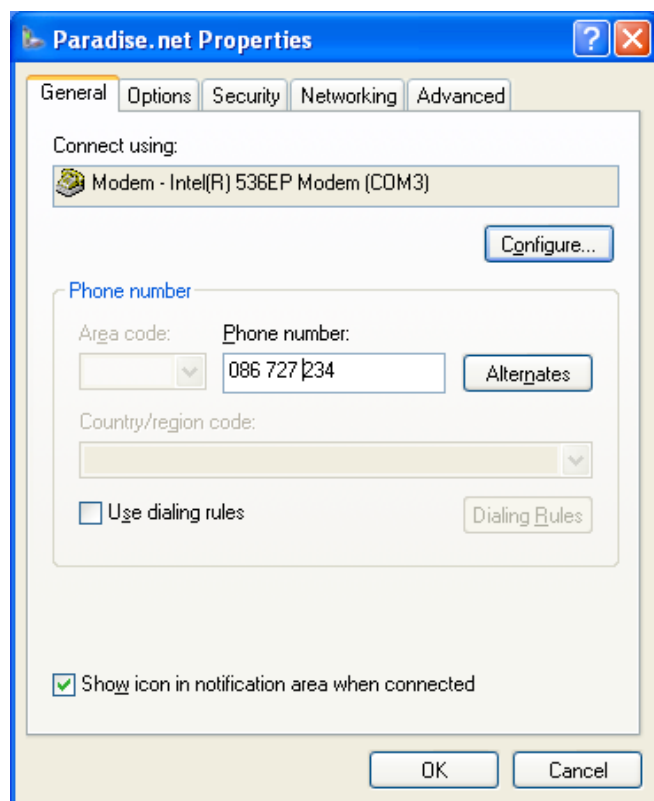 Paradise.net Properties
General Options Security Networking Advanced
Connect using:
Modem - Intel(R) 536EP Modem (COM3)
Configure...
Phone number
Area code: Phone number:
086 727 234 Alternates
Country/region code:
Use dialing rules Dialing Rules
Show icon in notification area when connected
OK Cancel